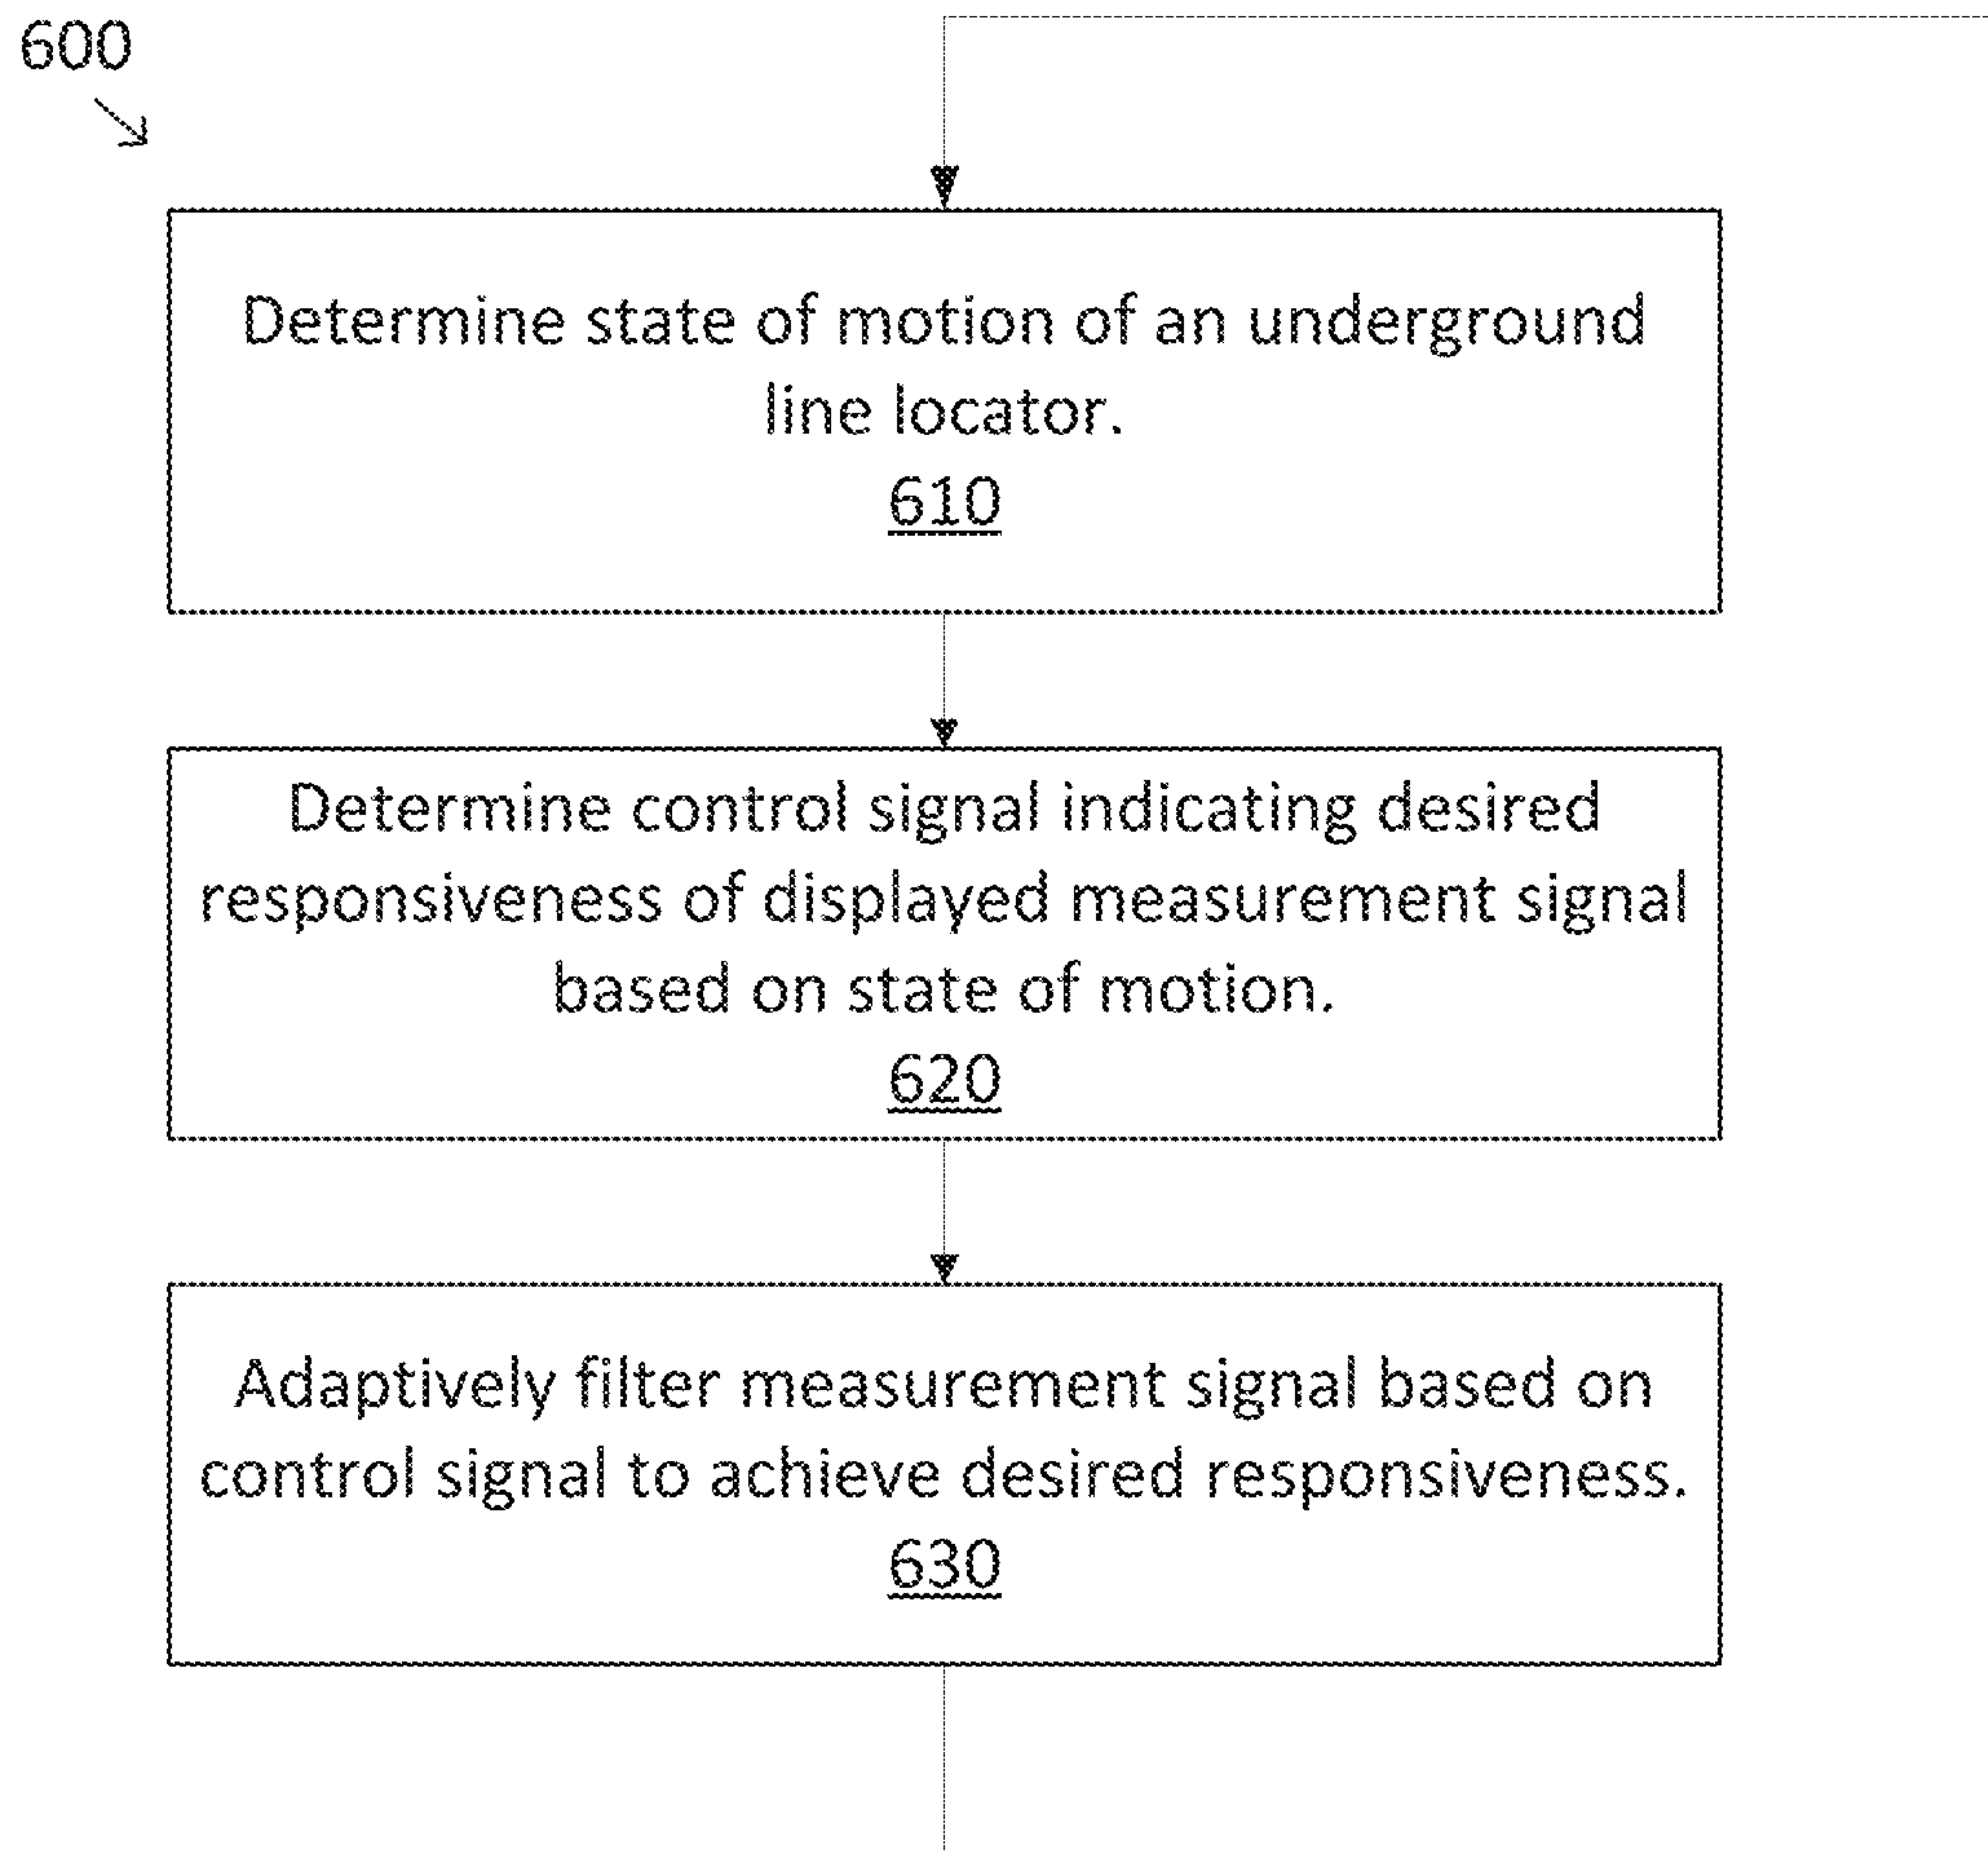 600
Determine state of motion of an underground
line locator.
610
Determine control signal indicating desired
responsiveness of displayed measurement signal
based on state of motion.
620
Adaptively filter measurement signal based on
control signal to achieve desired responsiveness.
630